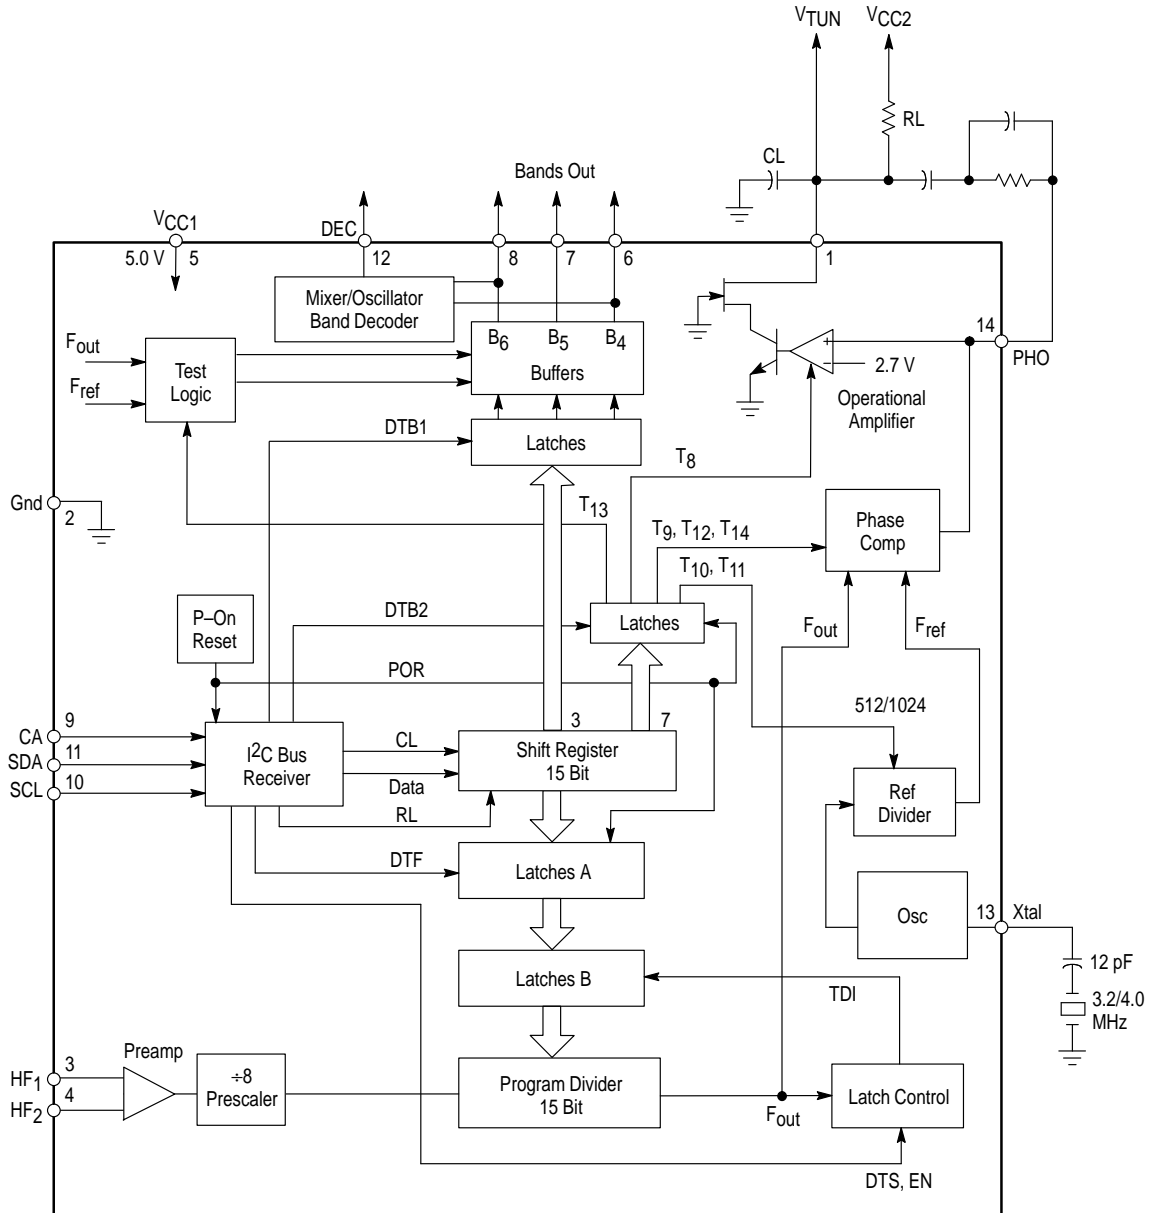 VTUN
VCC2
RL
CL
Bands Out
VCC1
5.0 V
5
DEC
12
8
7
6
1
Mixer/Oscillator
Band Decoder
B6
B5
B4
Buffers
Fout
Fref
Test
Logic
14
PHO
+
–
2.7 V
Operational
Amplifier
DTB1
Latches
T8
Gnd
2
T13
T9, T12, T14
T10, T11
Phase
Comp
P–On
Reset
DTB2
Latches
Fout
Fref
POR
512/1024
CA
9
SDA
11
SCL
10
I2C Bus
Receiver
CL
Data
RL
3
7
Shift Register
15 Bit
Ref
Divider
DTF
Latches A
Osc
13
Xtal
12 pF
3.2/4.0
MHz
Latches B
TDI
Preamp
HF1
3
HF2
4
÷8
Prescaler
Program Divider
15 Bit
Fout
Latch Control
DTS, EN